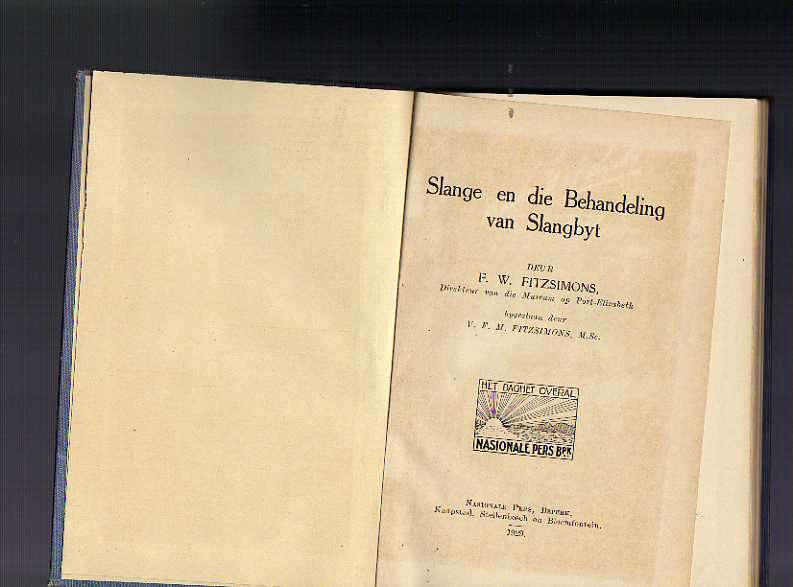 Slange en die Behandeling
van Slangbyt
DEUR
F. W. FITZSIMONS,
Direkteur van die Museum op Port-Elizabeth
bygestaan deur
V. F. M. FITZSIMONS, M.Sc.
HET DAGHET OVERAL
NASIONALE PERS BPK
NASIONALE PERS, BEPERK,
Kaapstad, Stellenbosch en Bloemfontein.
1929.